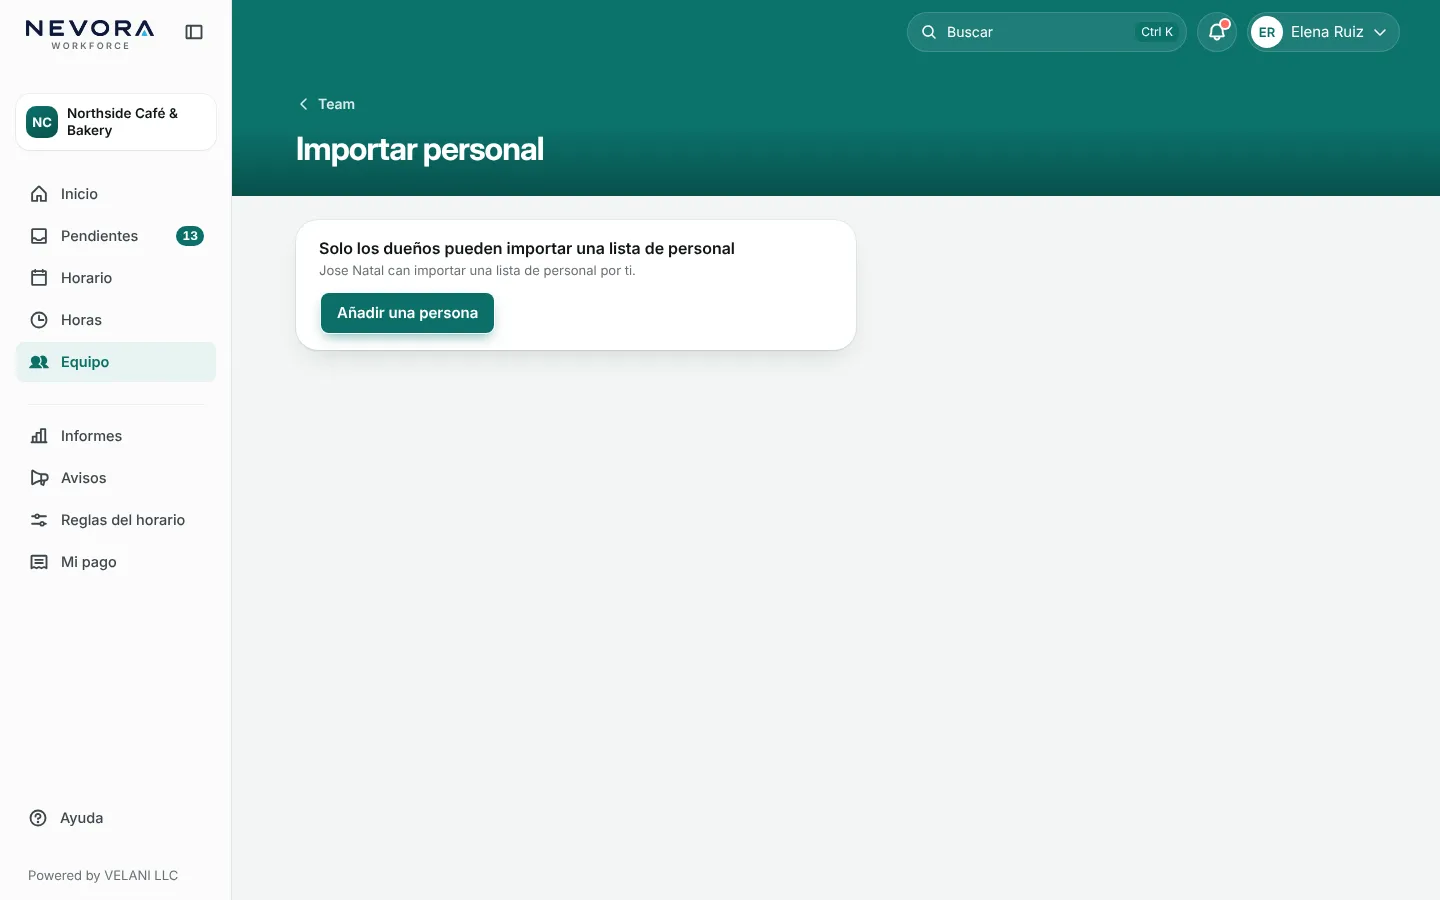 NEVORA
WORKFORCE
Buscar
Ctrl K
ER
Elena Ruiz
NC
Northside Café &
Bakery
Team
Importar personal
Inicio
Pendientes
13
Horario
Horas
Equipo
Informes
Avisos
Reglas del horario
Mi pago
Solo los dueños pueden importar una lista de personal
Jose Natal can importar una lista de personal por ti.
Añadir una persona
Ayuda
Powered by VELANI LLC